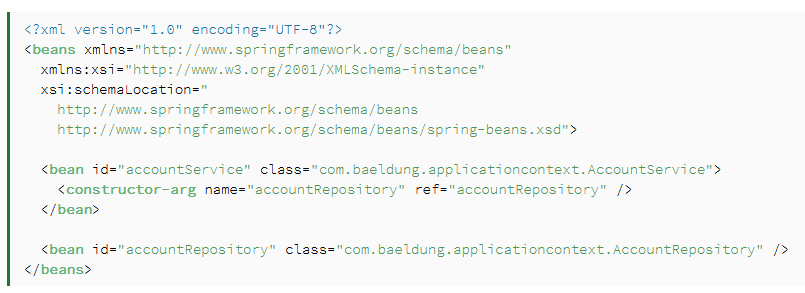 <?xml version="1.0" encoding="UTF-8"?>
<beans xmlns="http://www.springframework.org/schema/beans"
  xmlns:xsi="http://www.w3.org/2001/XMLSchema-instance"
  xsi:schemaLocation="
    http://www.springframework.org/schema/beans
    http://www.springframework.org/schema/beans/spring-beans.xsd">
  <bean id="accountService" class="com.baeldung.applicationcontext.AccountService">
    <constructor-arg name="accountRepository" ref="accountRepository" />
  </bean>
  <bean id="accountRepository" class="com.baeldung.applicationcontext.AccountRepository" />
</beans>